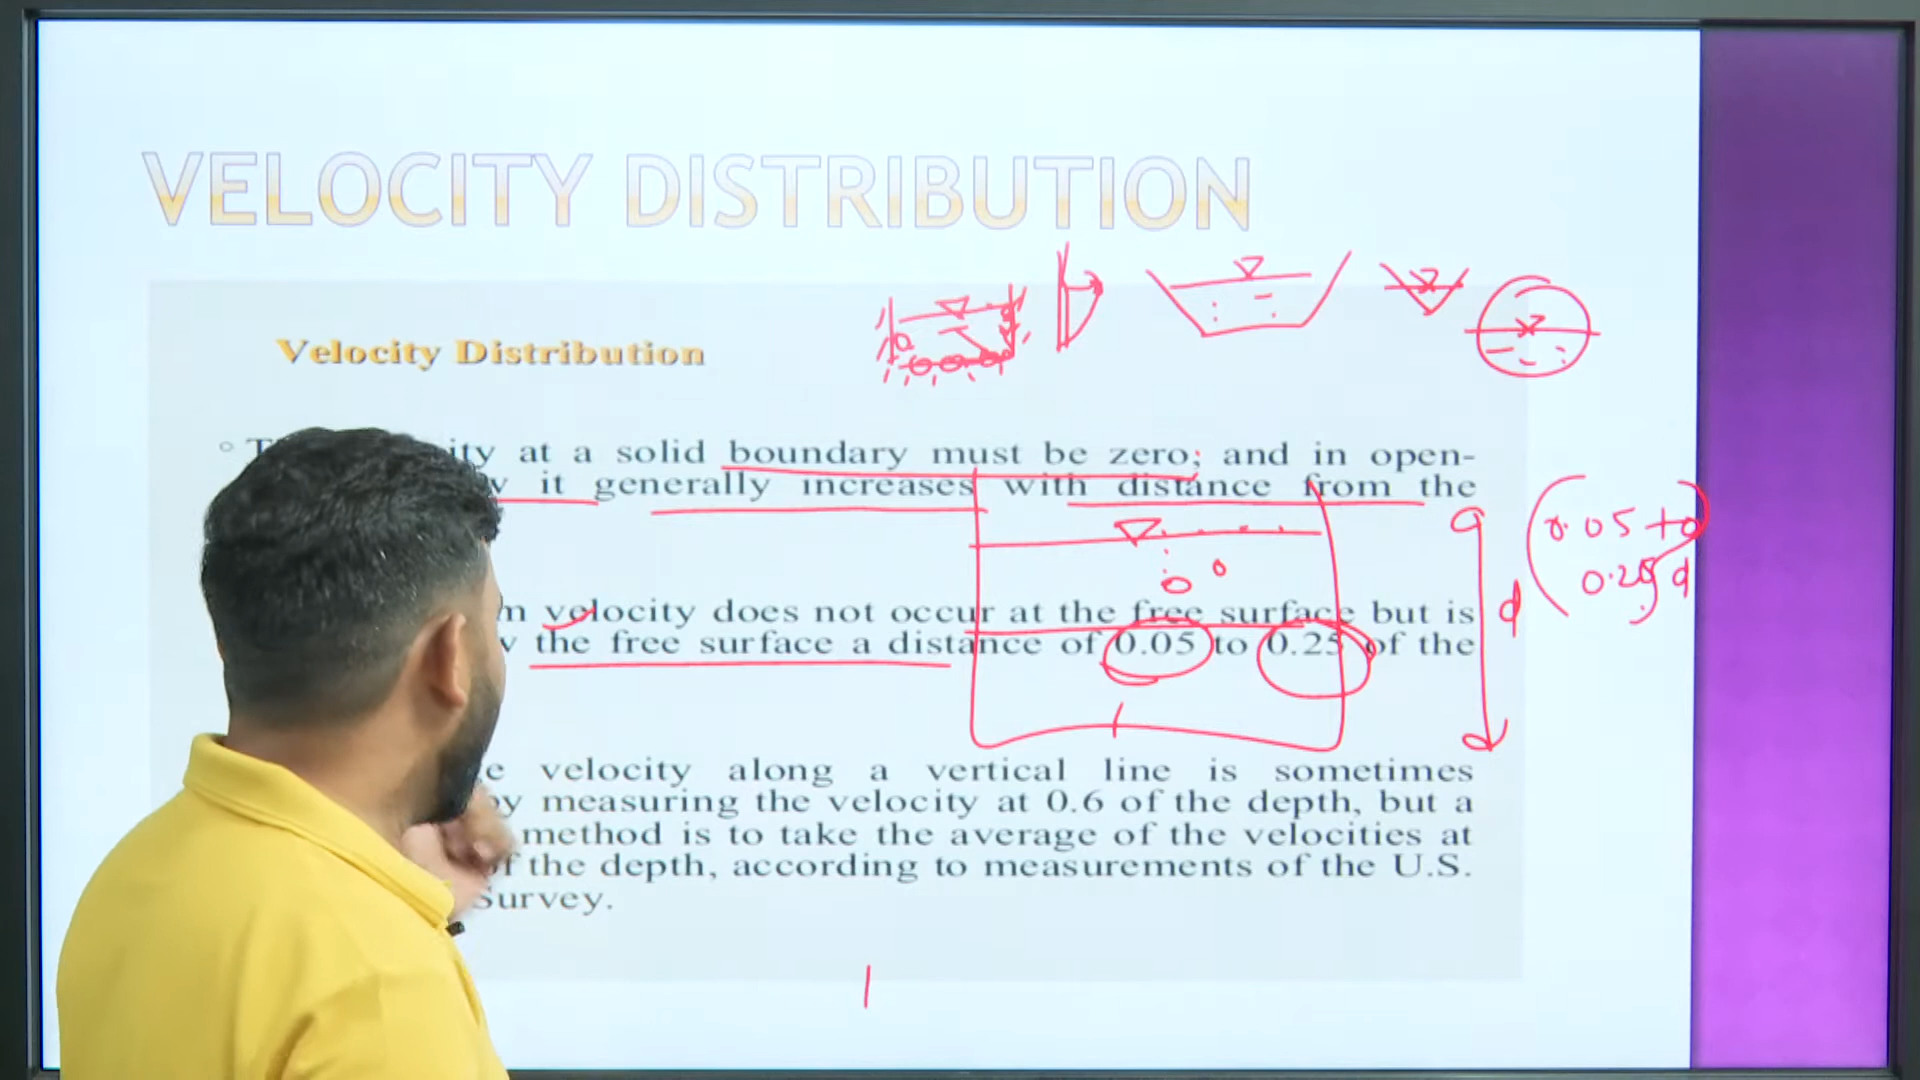 VELOCITY DISTRIBUTION
Velocity Distribution
at a solid boundary must be zero; and in open-
it generally increases with distance from the
0.05 to
0.25 d
d
velocity does not occur at the free surface but is
the free surface a distance of 0.05 to 0.25 of the
velocity along a vertical line is sometimes
by measuring the velocity at 0.6 of the depth, but a
method is to take the average of the velocities at
of the depth, according to measurements of the U.S.
Survey.